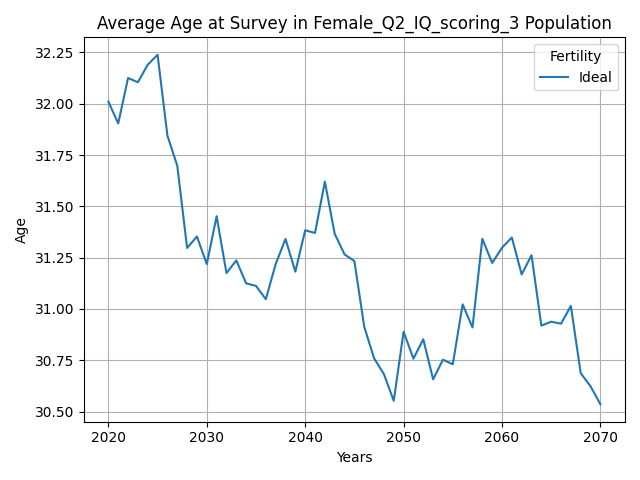 Average Age at Survey in Female_Q2_IQ_scoring_3 Population
Fertility
Ideal
32.25
32.00
31.75
31.50
31.25
31.00
30.75
30.50
Age
2020 2030 2040 2050 2060 2070
Years